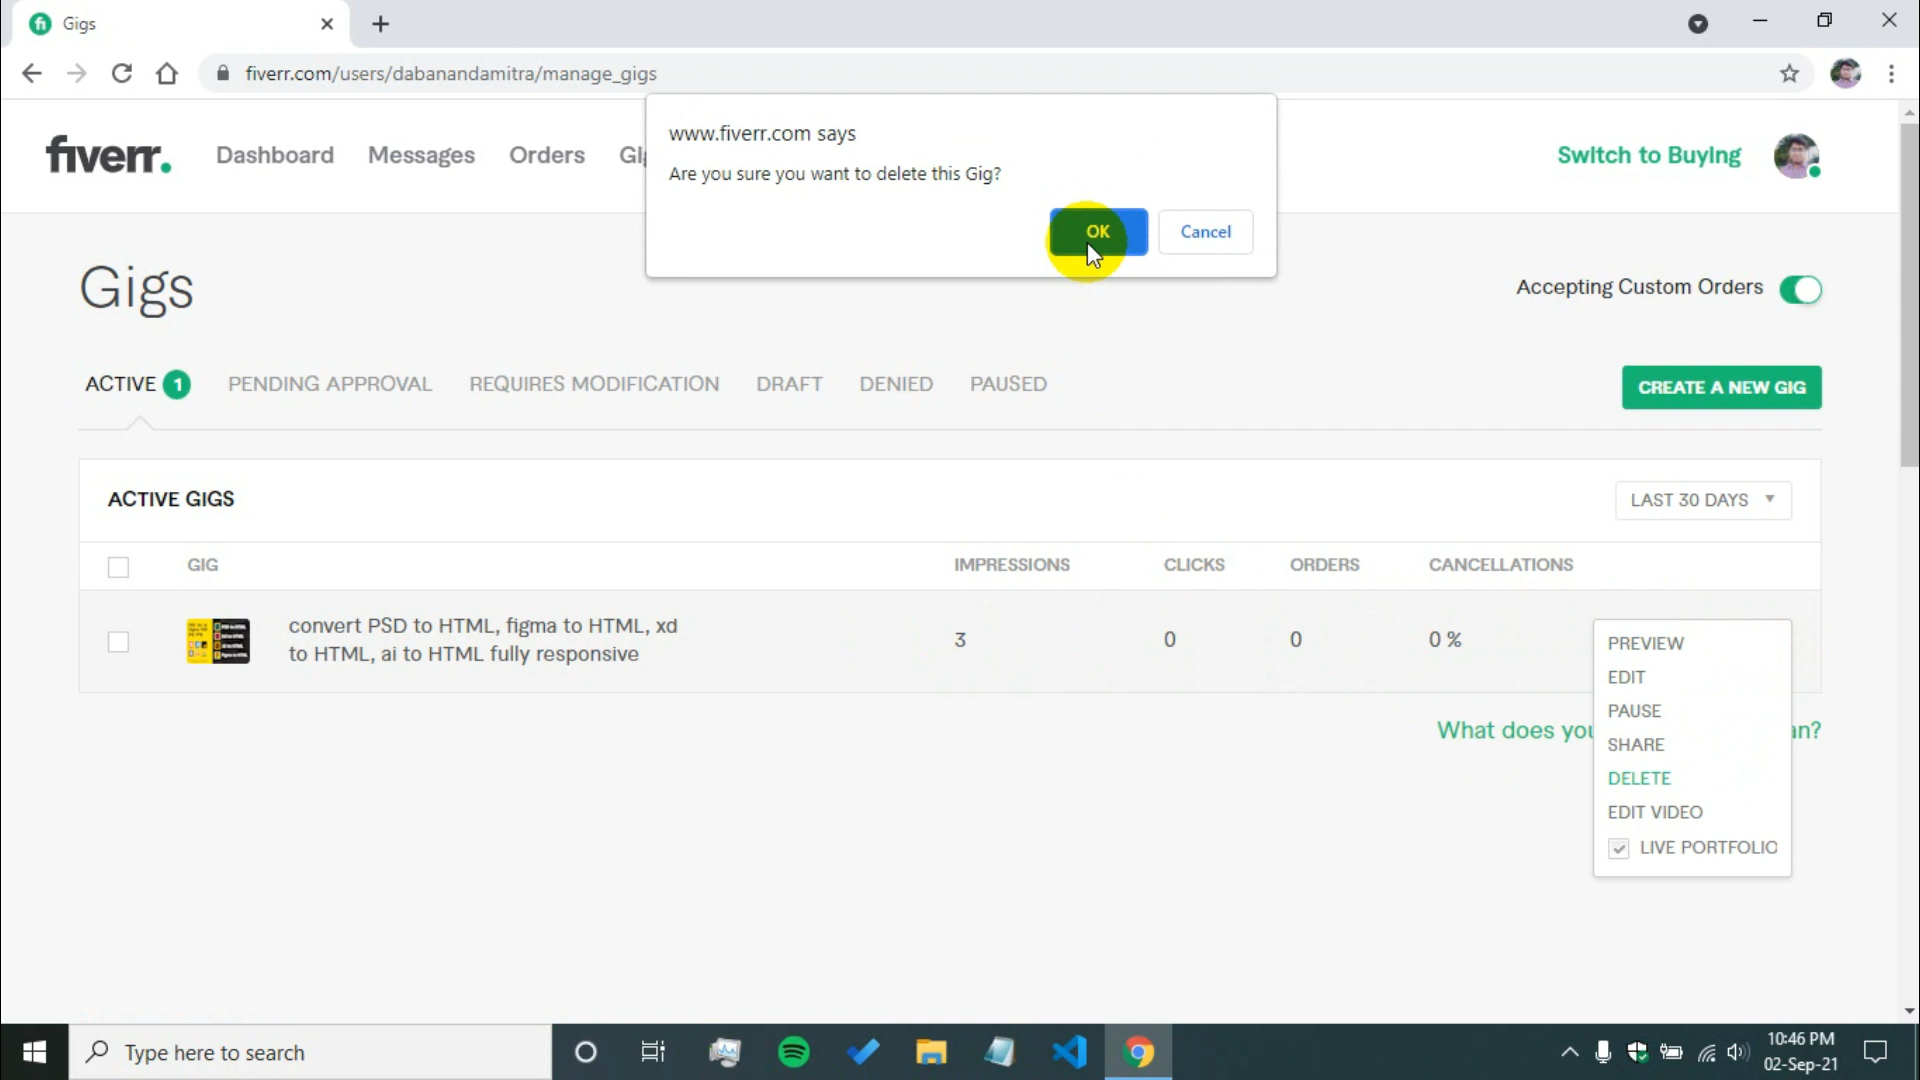 Gigs
fiverr.com/users/dabanandamitra/manage_gigs
www.fiverr.com says
Are you sure you want to delete this Gig?
OK
Cancel
fiverr.
Dashboard
Messages
Orders
Switch to Buying
Gigs
Accepting Custom Orders
ACTIVE 1
PENDING APPROVAL
REQUIRES MODIFICATION
DRAFT
DENIED
PAUSED
CREATE A NEW GIG
ACTIVE GIGS
LAST 30 DAYS
GIG
IMPRESSIONS
CLICKS
ORDERS
CANCELLATIONS
convert PSD to HTML, figma to HTML, xd
to HTML, ai to HTML fully responsive
3
0
0
0 %
PREVIEW
EDIT
PAUSE
SHARE
DELETE
EDIT VIDEO
LIVE PORTFOLIO
What does
Type here to search
10:46 PM
02-Sep-21